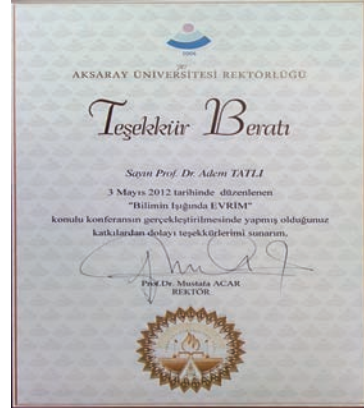 AKSARAY ÜNİVERSİTESİ REKTÖRLÜĞÜ
Teşekkür Beratı
Sayın Prof. Dr. Adem TATLI
3 Mayıs 2012 tarihinde düzenlenen
"Bilimin Işığında EVRİM"
konulu konferansın gerçekleştirilmesinde yapmış olduğunuz
katkılardan dolayı teşekkürlerimi sunarım.
Prof.Dr. Mustafa ACAR
REKTÖR